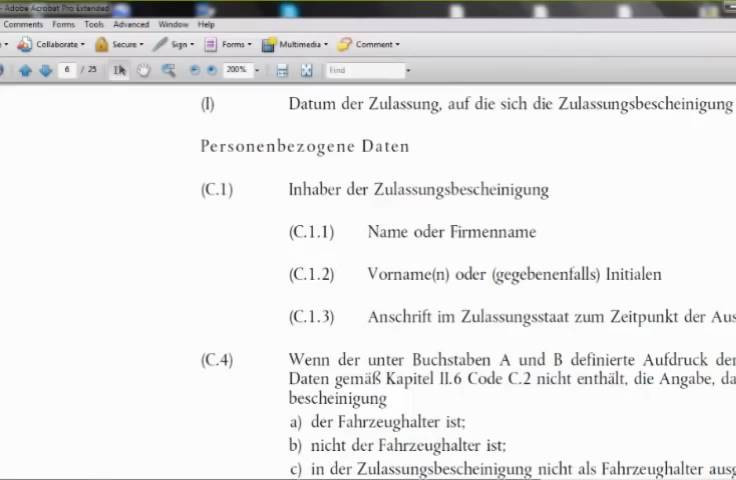 - Adobe Acrobat Pro Extended
Comments Forms Tools Advanced Window Help
Collaborate Secure Sign Forms Multimedia Comment
6 / 25 200% Find
(I) Datum der Zulassung, auf die sich die Zulassungsbescheinigung
Personenbezogene Daten
(C.1) Inhaber der Zulassungsbescheinigung
(C.1.1) Name oder Firmenname
(C.1.2) Vorname(n) oder (gegebenenfalls) Initialen
(C.1.3) Anschrift im Zulassungsstaat zum Zeitpunkt der Aus
(C.4) Wenn der unter Buchstaben A und B definierte Aufdruck der
Daten gemäß Kapitel II.6 Code C.2 nicht enthält, die Angabe, da
bescheinigung
a) der Fahrzeughalter ist;
b) nicht der Fahrzeughalter ist;
c) in der Zulassungsbescheinigung nicht als Fahrzeughalter ausg